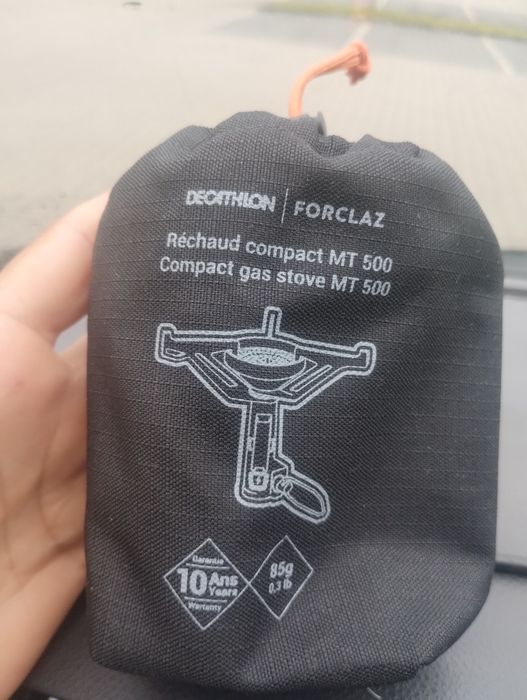 DECATHLON | FORCLAZ
Réchaud compact MT 500
Compact gas stove MT 500
Garantie
10 Ans
Years
Warranty
85g
0,3 lb